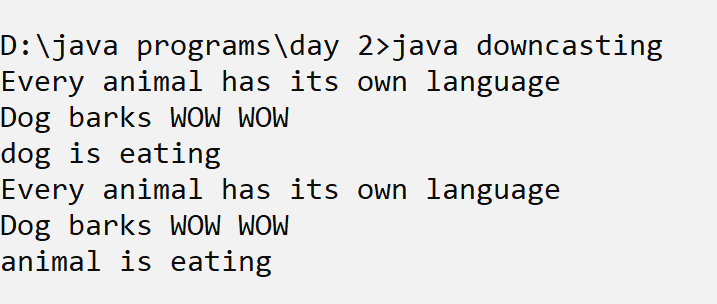 D:\java programs\day 2>java downcasting
Every animal has its own language
Dog barks WOW WOW
dog is eating
Every animal has its own language
Dog barks WOW WOW
animal is eating